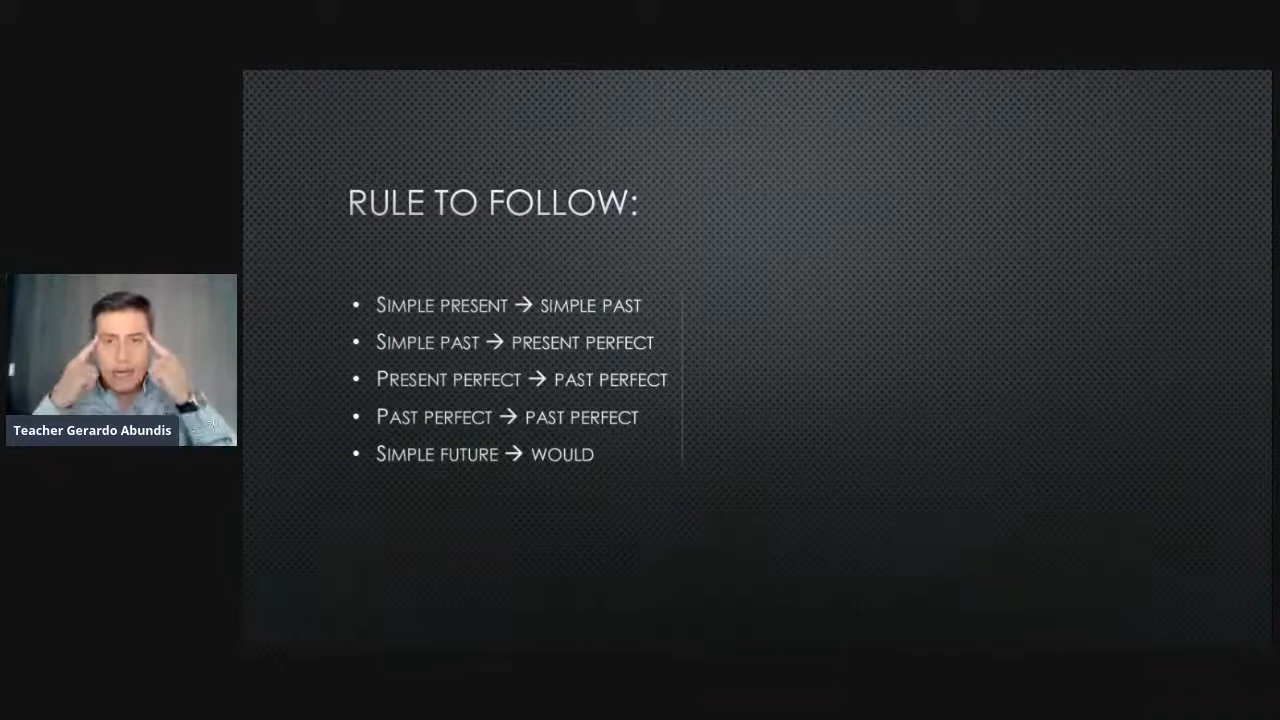 RULE TO FOLLOW:
• SIMPLE PRESENT → SIMPLE PAST
• SIMPLE PAST → PRESENT PERFECT
• PRESENT PERFECT → PAST PERFECT
• PAST PERFECT → PAST PERFECT
• SIMPLE FUTURE → WOULD
Teacher Gerardo Abundis